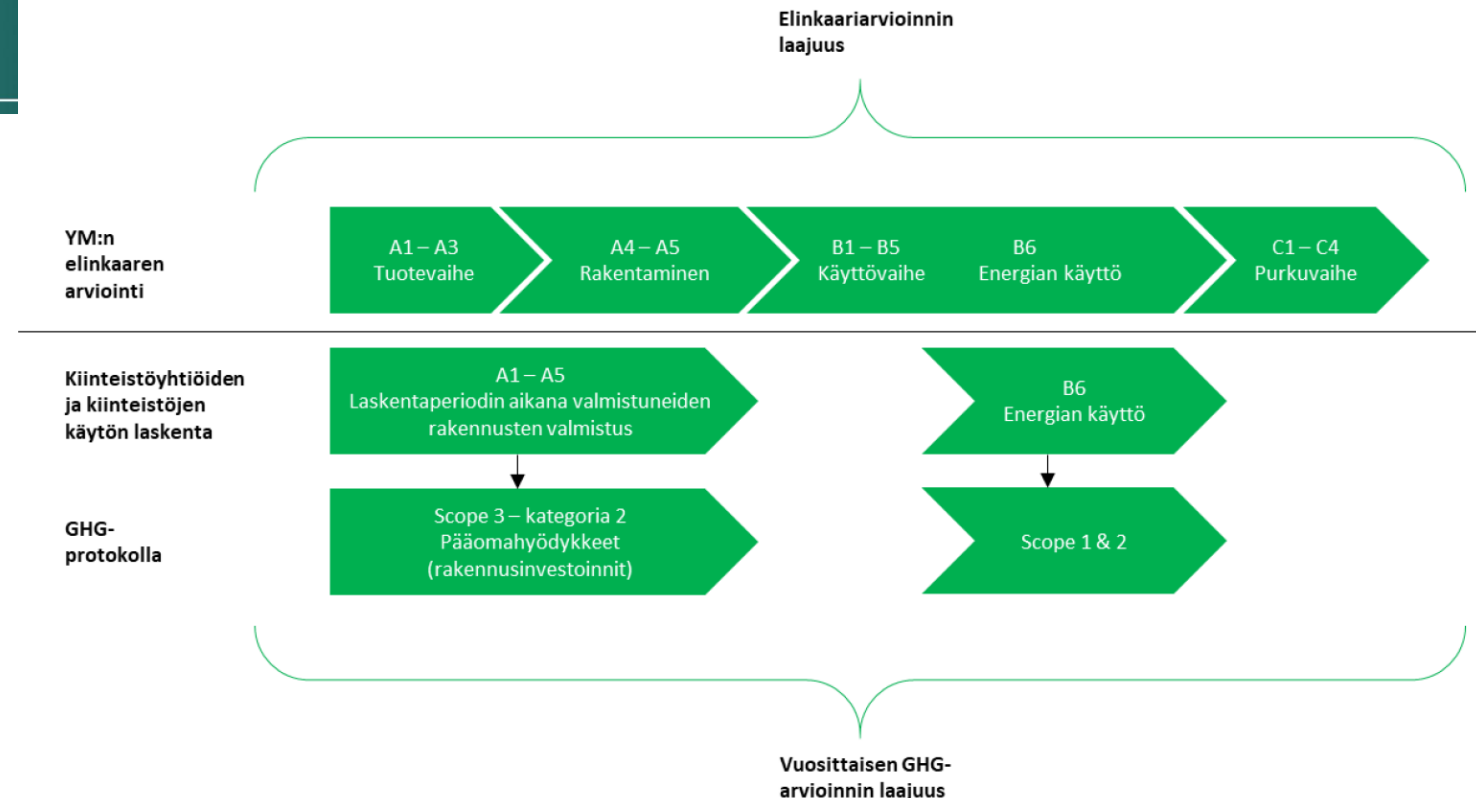 Elinkaariarvioinnin
laajuus
YM:n
elinkaaren
arviointi
A1 – A3
Tuotevaihe
A4 – A5
Rakentaminen
B1 – B5
Käyttövaihe
B6
Energian käyttö
C1 – C4
Purkuvaihe
Kiinteistöyhtiöiden
ja kiinteistöjen
käytön laskenta
A1 – A5
Laskentaperiodin aikana valmistuneiden
rakennusten valmistus
B6
Energian käyttö
GHG-
protokolla
Scope 3 – kategoria 2
Pääomahyödykkeet
(rakennusinvestoinnit)
Scope 1 & 2
Vuosittaisen GHG-
arvioinnin laajuus